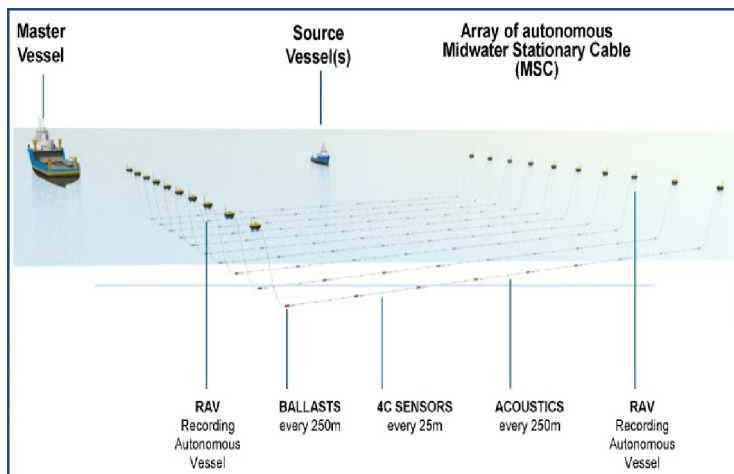 Master
Vessel
Source
Vessel(s)
Array of autonomous
Midwater Stationary Cable
(MSC)
RAV
Recording
Autonomous
Vessel
BALLASTS
every 250m
4C SENSORS
every 25m
ACOUSTICS
every 250m
RAV
Recording
Autonomous
Vessel